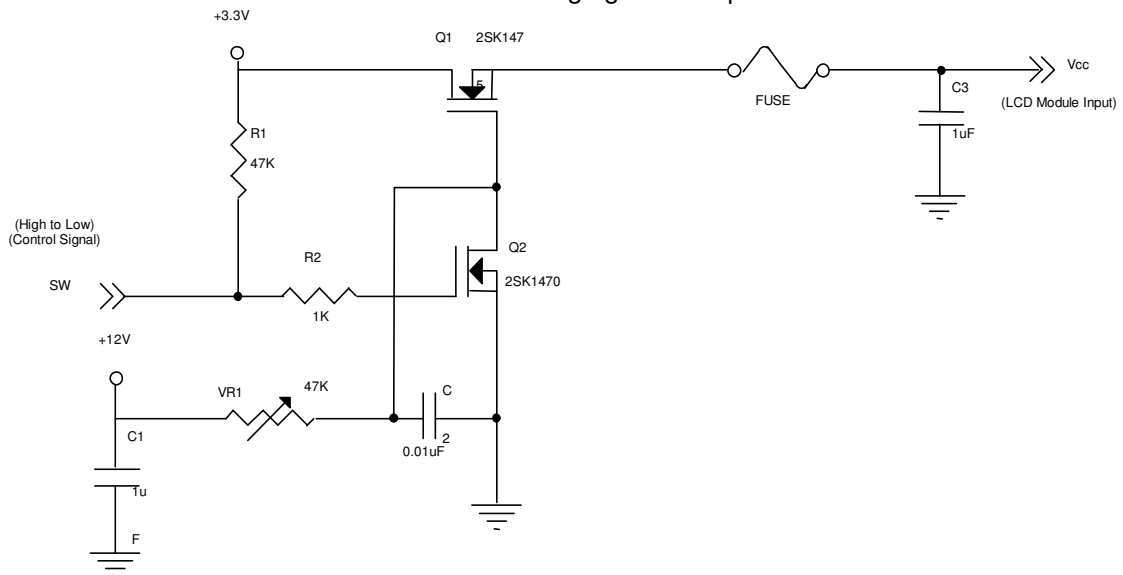 +3.3V
Q1 2SK147
5
FUSE
Vcc
C3
(LCD Module Input)
1uF
R1
47K
(High to Low)
(Control Signal)
SW
R2
1K
Q2
2SK1470
+12V
VR1
47K
C1
C
2
0.01uF
1u
F